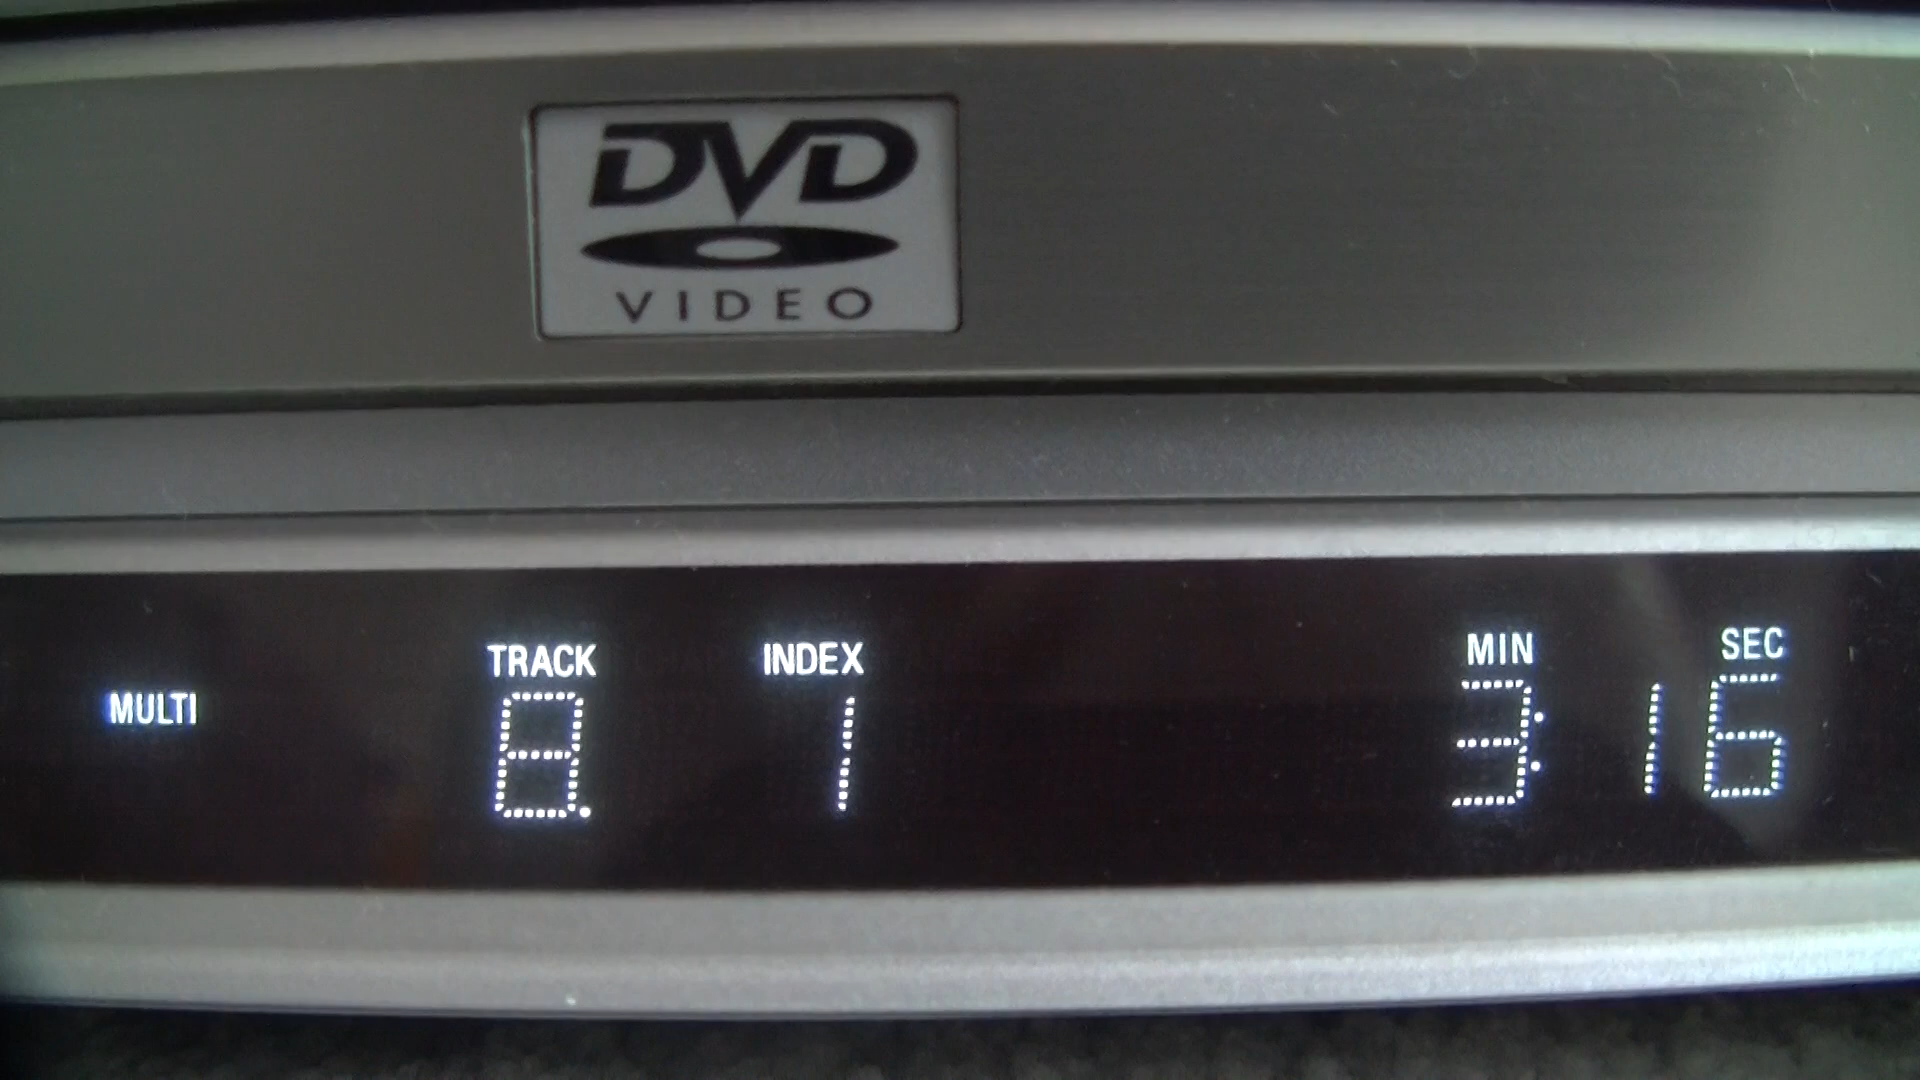 DVD
VIDEO
MULTI
TRACK INDEX MIN SEC
8. 1 3:16